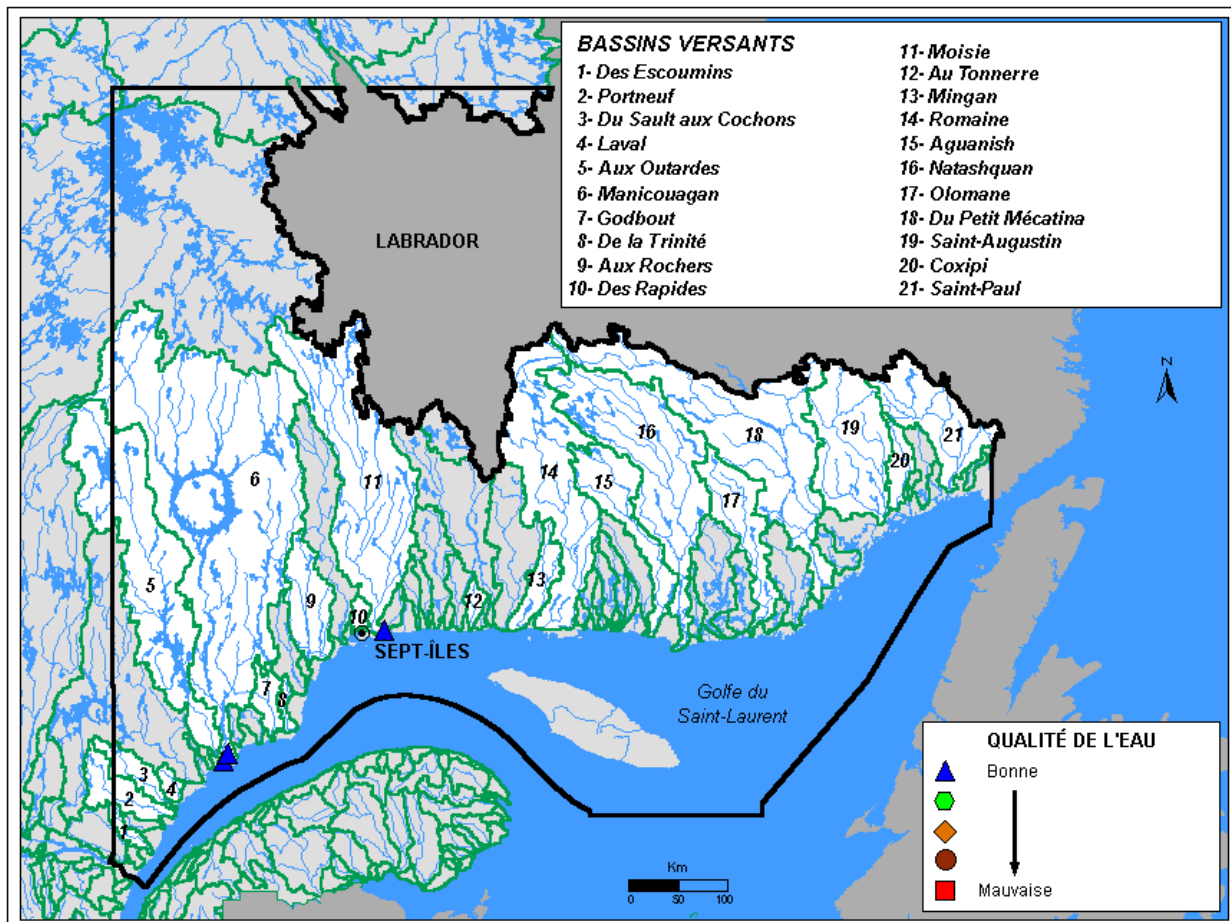 BASSINS VERSANTS
1- Des Escoumins
2- Portneuf
3- Du Sault aux Cochons
4- Laval
5- Aux Outardes
6- Manicouagan
7- Godbout
8- De la Trinité
9- Aux Rochers
10- Des Rapides
11- Moisie
12- Au Tonnerre
13- Mingan
14- Romaine
15- Aguanish
16- Natashquan
17- Olomane
18- Du Petit Mécatina
19- Saint-Augustin
20- Coxipi
21- Saint-Paul
LABRADOR
N
16
18
19
21
20
6
11
14
15
17
5
9
13
12
10
SEPT-ÎLES
7
8
Golfe du
Saint-Laurent
3
4
2
1
QUALITÉ DE L'EAU
Bonne
Mauvaise
Km
0 50 100